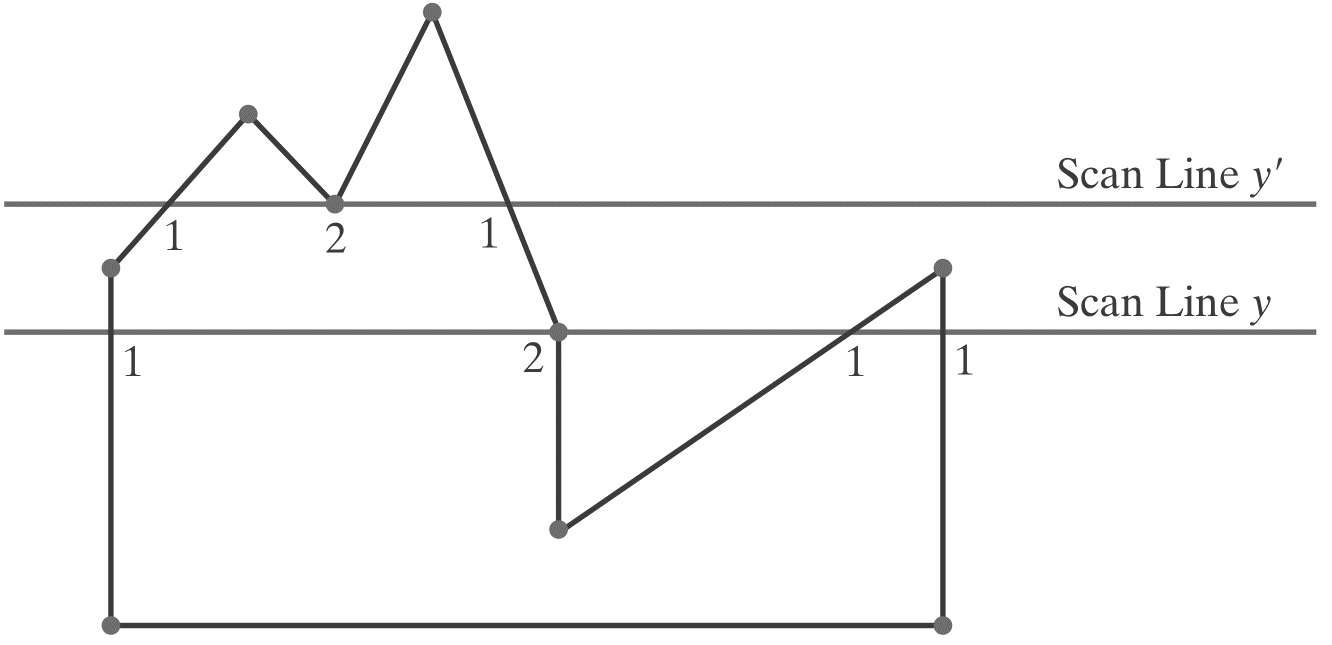 Scan Line y′
1 2 1
Scan Line y
1 2 1 1